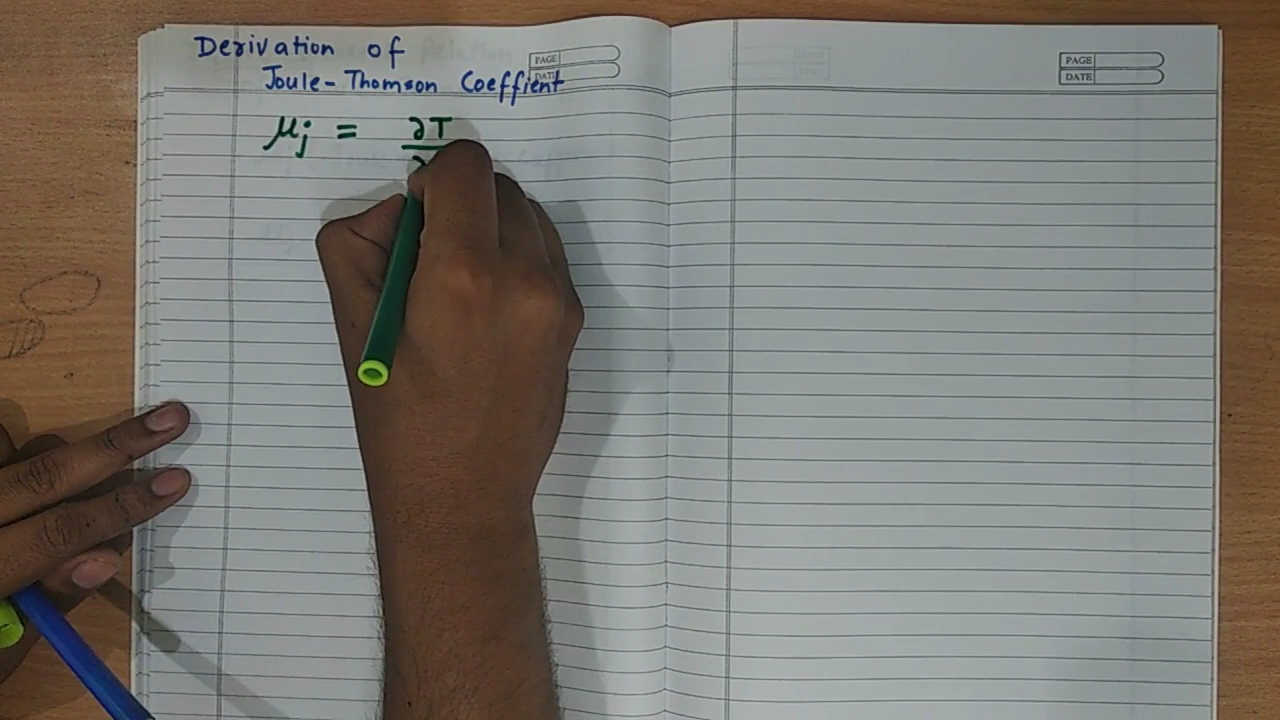 Derivation of
Joule-Thomson Coeffient
PAGE
DATE
PAGE
DATE
μj = ∂T
∂